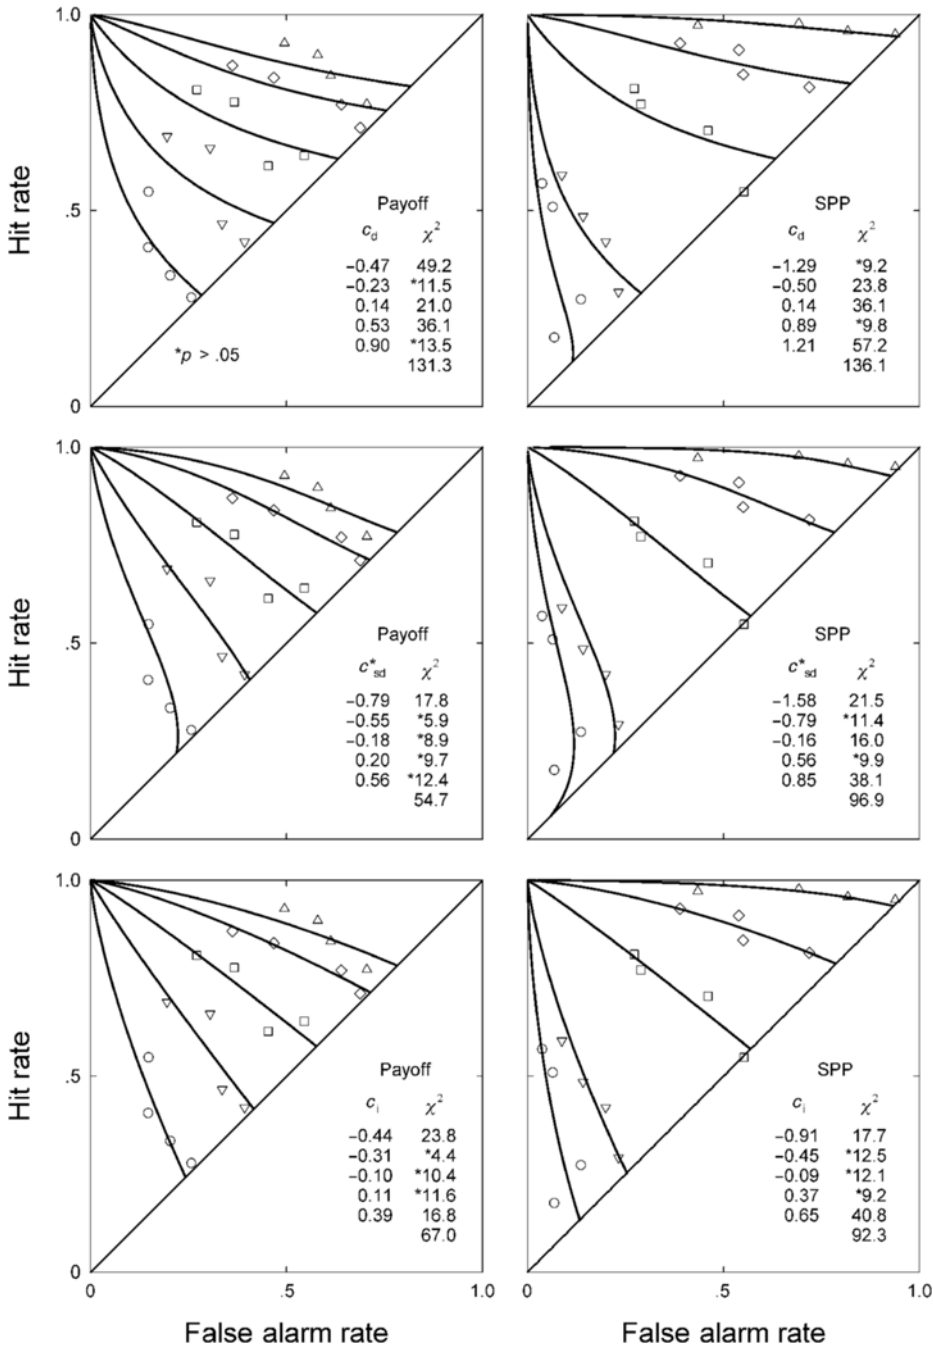 1.0
.5
0
Hit rate
Payoff
c_d χ²
−0.47 49.2
−0.23 *11.5
0.14 21.0
0.53 36.1
0.90 *13.5
131.3
*p > .05
SPP
c_d χ²
−1.29 *9.2
−0.50 23.8
0.14 36.1
0.89 *9.8
1.21 57.2
136.1
1.0
.5
0
Hit rate
Payoff
c*_sd χ²
−0.79 17.8
−0.55 *5.9
−0.18 *8.9
0.20 *9.7
0.56 *12.4
54.7
SPP
c*_sd χ²
−1.58 21.5
−0.79 *11.4
−0.16 16.0
0.56 *9.9
0.85 38.1
96.9
1.0
.5
0
Hit rate
Payoff
c_i χ²
−0.44 23.8
−0.31 *4.4
−0.10 *10.4
0.11 *11.6
0.39 16.8
67.0
SPP
c_i χ²
−0.91 17.7
−0.45 *12.5
−0.09 *12.1
0.37 *9.2
0.65 40.8
92.3
0 .5 1.0
0 .5 1.0
False alarm rate
False alarm rate